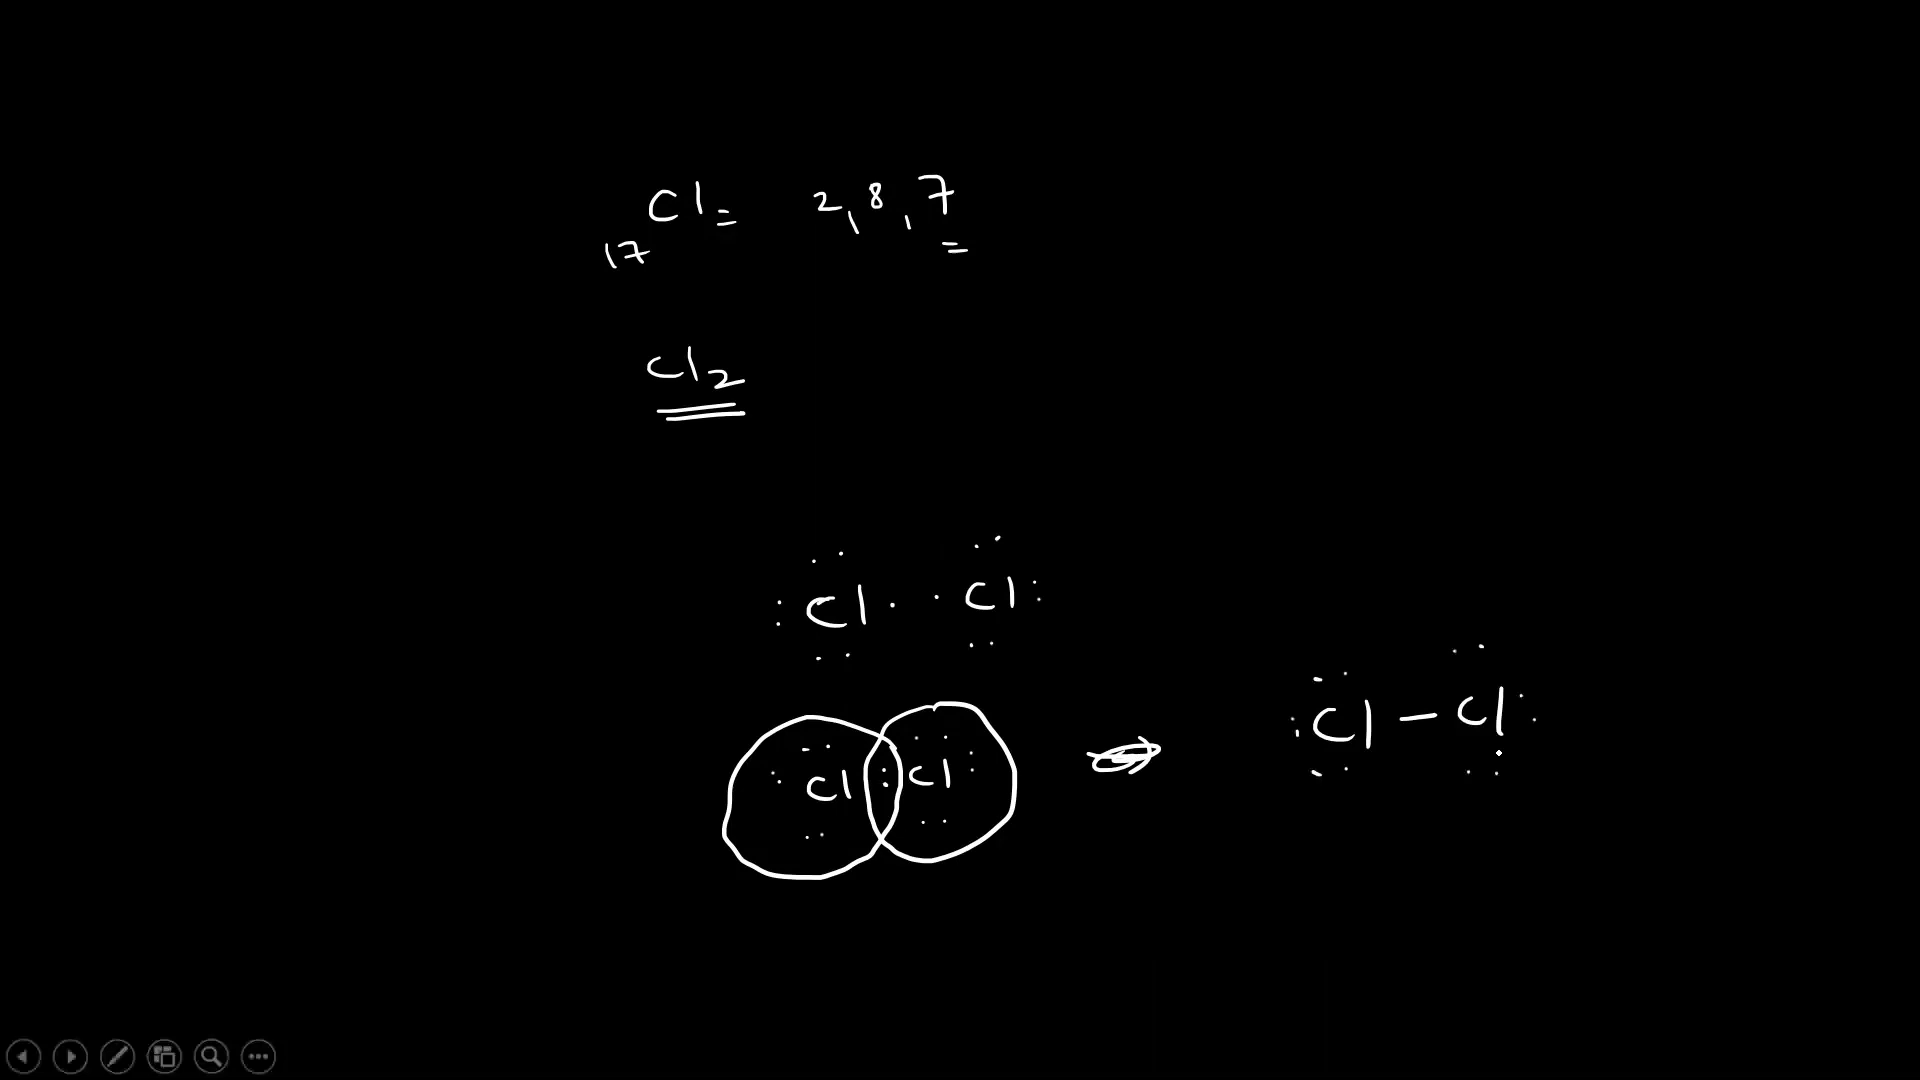 ₁₇Cl = 2, 8, 7
Cl₂
:Cl. .Cl:
Cl : Cl
:Cl — Cl: